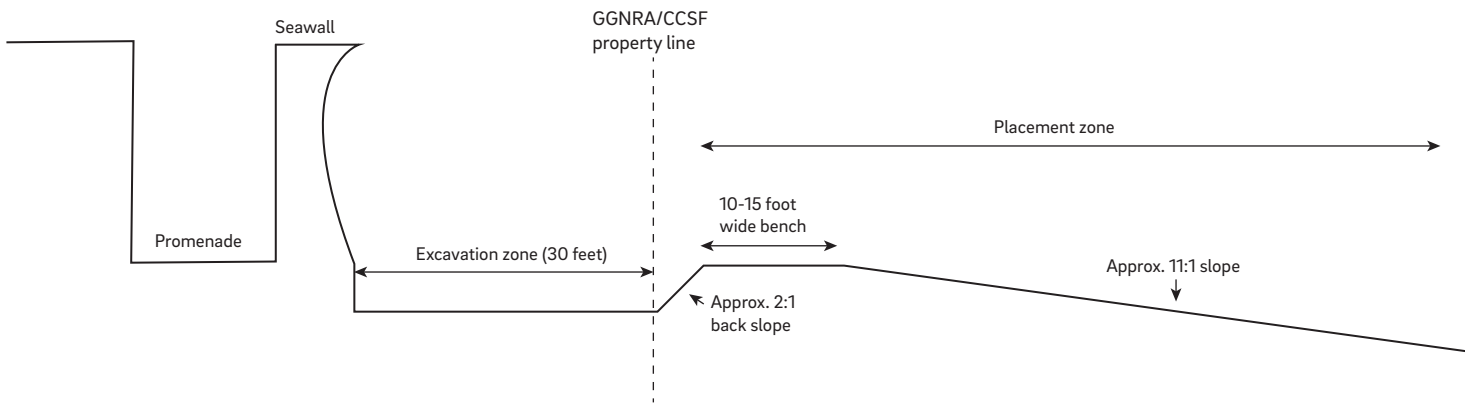 Seawall
GGNRA/CCSF
property line
Placement zone
10-15 foot
wide bench
Promenade
Excavation zone (30 feet)
Approx. 11:1 slope
Approx. 2:1
back slope